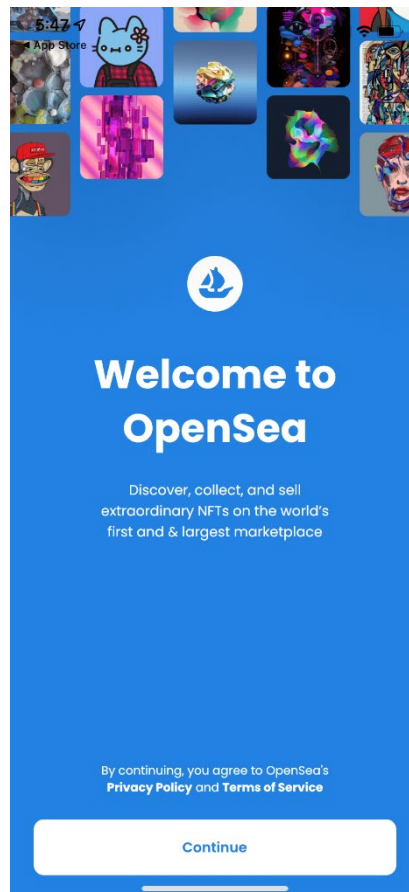 5:47
◀ App Store
Welcome to
OpenSea
Discover, collect, and sell
extraordinary NFTs on the world's
first and & largest marketplace
By continuing, you agree to OpenSea's
Privacy Policy and Terms of Service
Continue